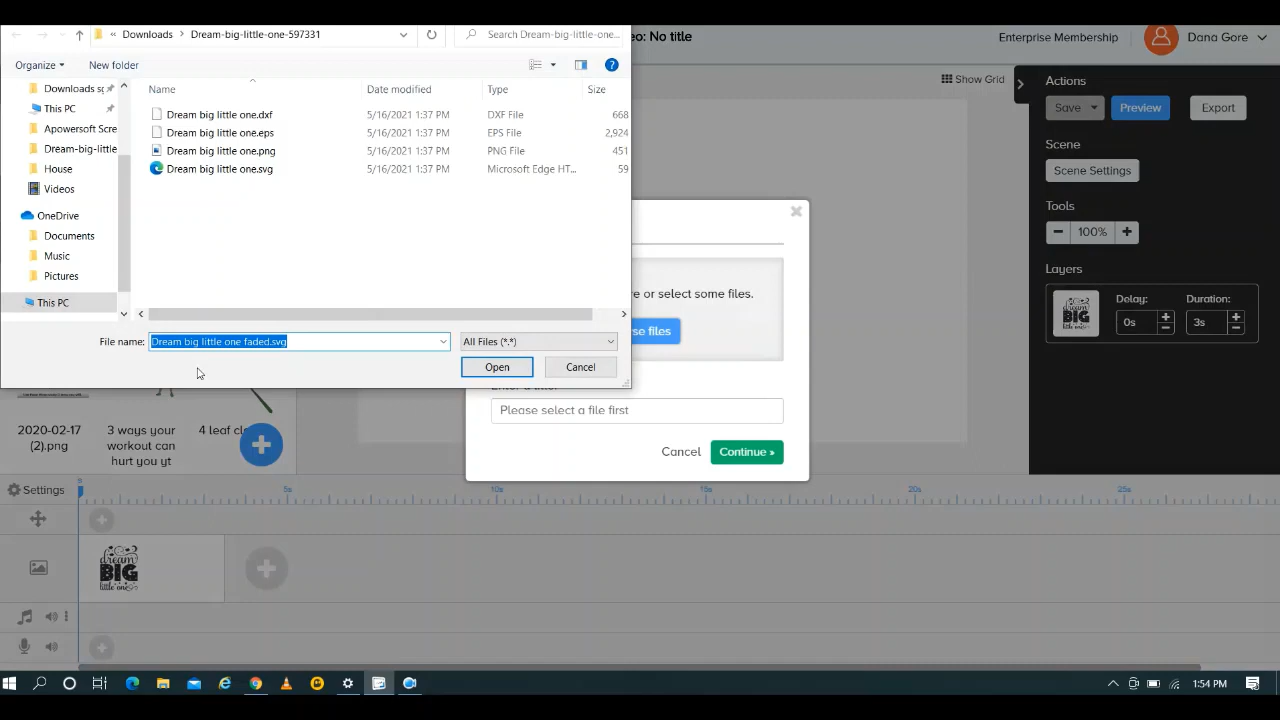 Downloads
Dream-big-little-one-597331
Search Dream-big-little-one...
eo: No title
Enterprise Membership
Dana Gore
Organize
New folder
Show Grid
Actions
Save
Preview
Export
Scene
Scene Settings
Tools
100%
Layers
Delay:
Duration:
0s
3s
Downloads
This PC
Apowersoft Scre
Dream-big-little
House
Videos
OneDrive
Documents
Music
Pictures
This PC
Name
Date modified
Type
Size
Dream big little one.dxf
5/16/2021 1:37 PM
DXF File
668
Dream big little one.eps
5/16/2021 1:37 PM
EPS File
2,924
Dream big little one.png
5/16/2021 1:37 PM
PNG File
451
Dream big little one.svg
5/16/2021 1:37 PM
Microsoft Edge HT...
59
File name:
Dream big little one faded.svg
All Files (*.*)
Open
Cancel
re or select some files.
se files
Please select a file first
Cancel
Continue »
2020-02-17
(2).png
3 ways your
workout can
hurt you yt
4 leaf cl
Settings
5s
10s
15s
20s
25s
dream
BIG
little one
1:54 PM